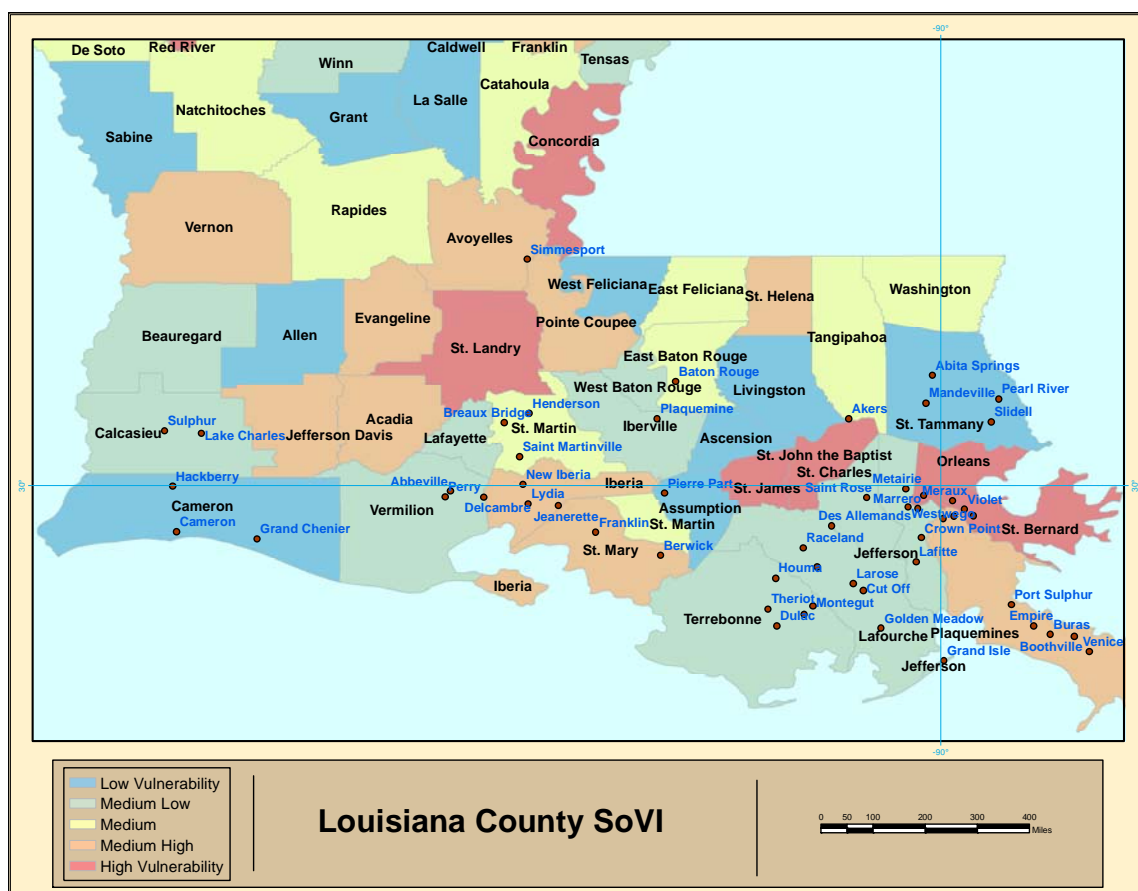 -90°
De Soto
Red River
Winn
Caldwell
Franklin
Tensas
Catahoula
Natchitoches
Grant
La Salle
Sabine
Concordia
Rapides
Vernon
Avoyelles
Simmesport
West Feliciana
East Feliciana
St. Helena
Washington
Evangeline
Pointe Coupee
Beauregard
Allen
Tangipahoa
St. Landry
East Baton Rouge
Baton Rouge
Abita Springs
West Baton Rouge
Livingston
Mandeville
Pearl River
Slidell
Henderson
Breaux Bridge
Acadia
Plaquemine
Akers
St. Tammany
Sulphur
Calcasieu
Lake Charles
Jefferson Davis
Lafayette
St. Martin
Iberville
Ascension
Saint Martinville
St. John the Baptist
St. Charles
Orleans
Hackberry
New Iberia
Iberia
Pierre Part
St. James
Metairie
30°
30°
Abbeville
Perry
Saint Rose
Meraux
Cameron
Vermilion
Delcambre
Lydia
Assumption
Marrero
Violet
Westwego
Jeanerette
Cameron
Grand Chenier
Franklin
St. Martin
Des Allemands
Crown Point
St. Bernard
St. Mary
Berwick
Raceland
Jefferson
Lafitte
Iberia
Houma
Larose
Cut Off
Theriot
Montegut
Port Sulphur
Terrebonne
Dulac
Golden Meadow
Empire
Buras
Lafourche
Plaquemines
Boothville
Venice
Grand Isle
Jefferson
-90°
Low Vulnerability
Medium Low
Medium
Medium High
High Vulnerability
Louisiana County SoVI
0 50 100 200 300 400
Miles